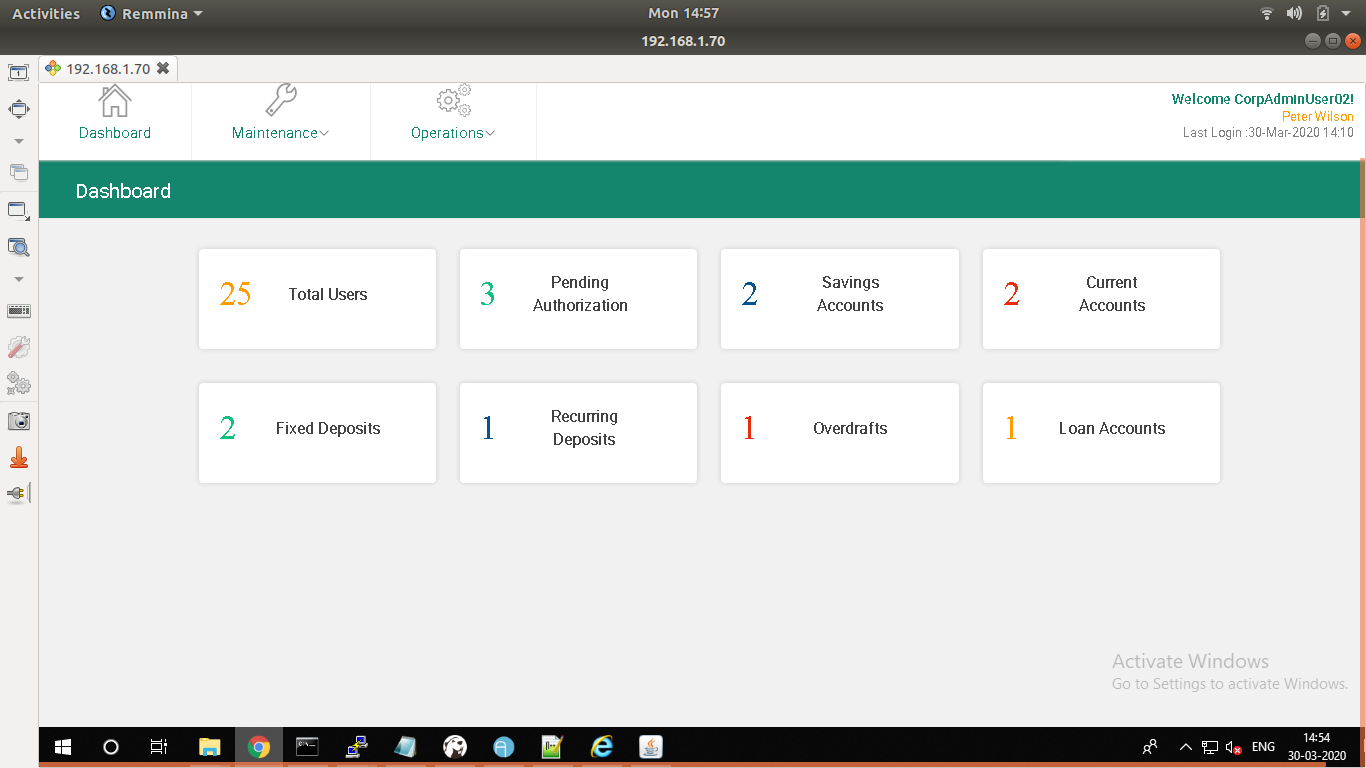 Activities Remmina Mon 14:57
192.168.1.70
192.168.1.70
Dashboard Maintenance Operations
Welcome CorpAdminUser02!
Peter Wilson
Last Login :30-Mar-2020 14:10
Dashboard
25 Total Users
3 Pending
Authorization
2 Savings
Accounts
2 Current
Accounts
2 Fixed Deposits
1 Recurring
Deposits
1 Overdrafts
1 Loan Accounts
Activate Windows
Go to Settings to activate Windows.
ENG
14:54
30-03-2020